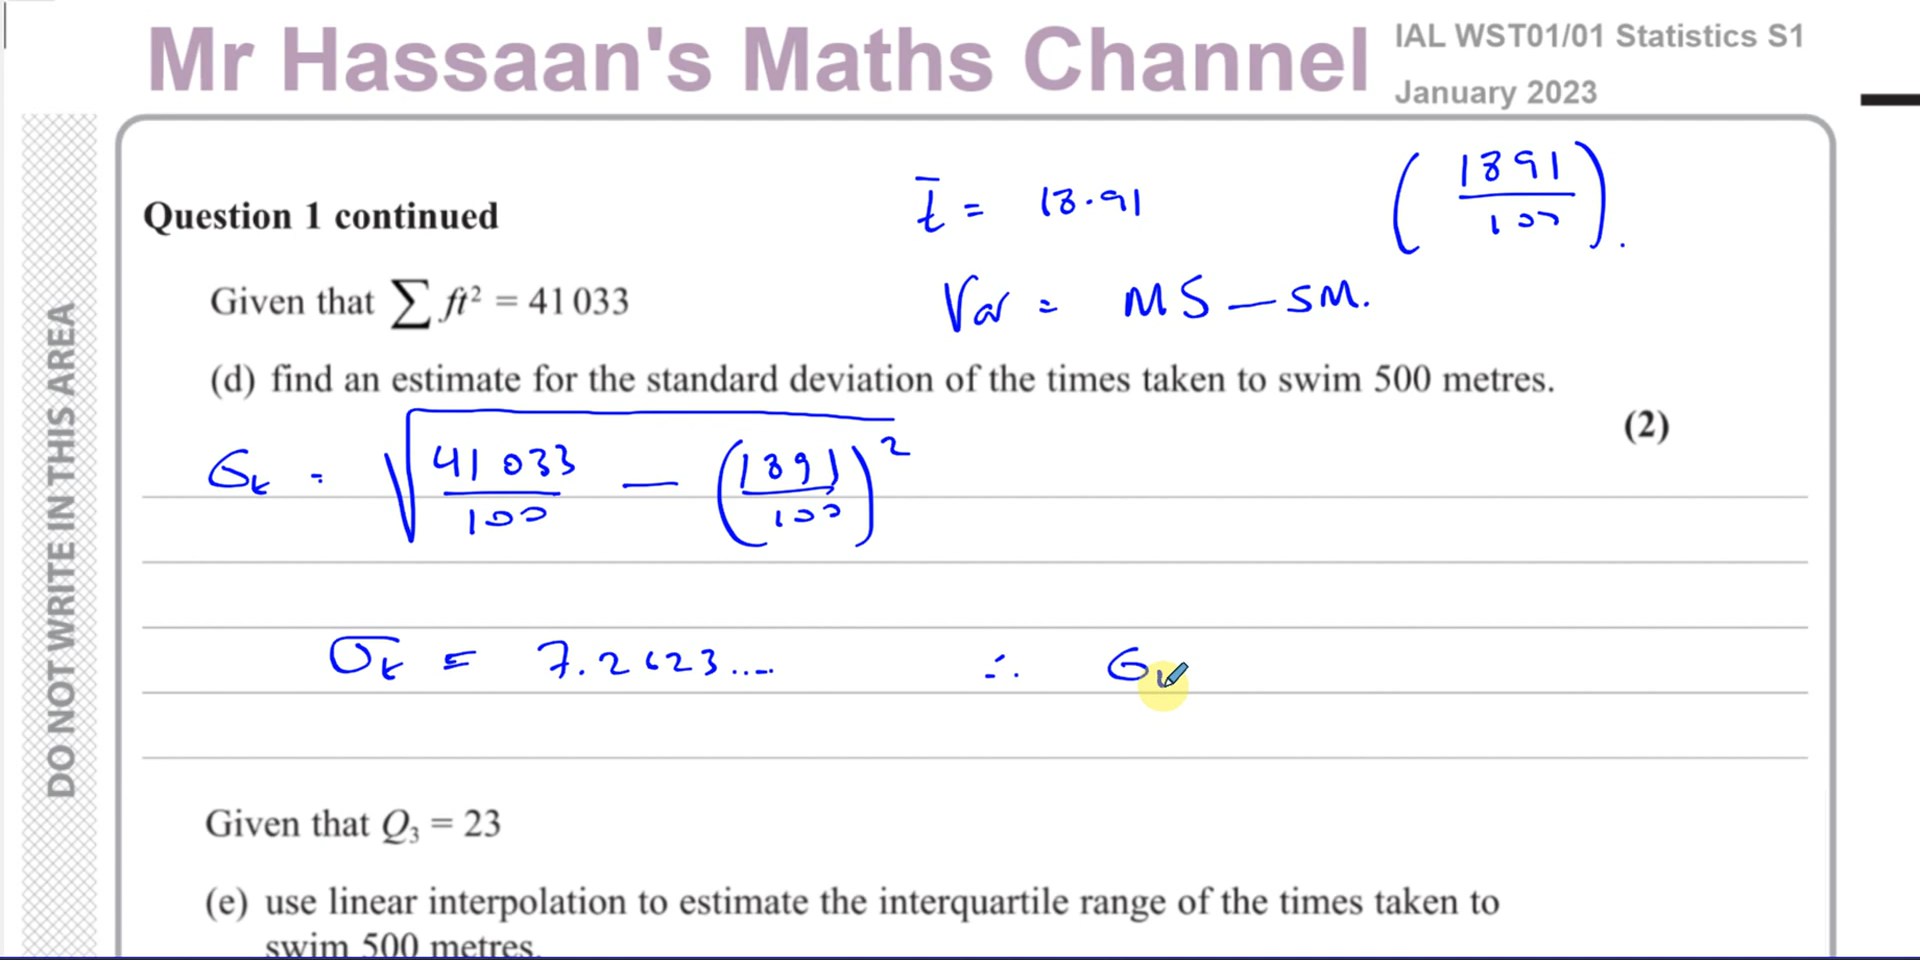 Mr Hassaan's Maths Channel
IAL WST01/01 Statistics S1
January 2023
DO NOT WRITE IN THIS AREA
t̄ = 18.91 (1891/100).
Question 1 continued
Given that ∑ ft² = 41 033
Var = MS – SM.
(d) find an estimate for the standard deviation of the times taken to swim 500 metres.
(2)
σt = √(41 033/100 – (1891/100)²)
σt = 7.2623.... ∴ σ
Given that Q₃ = 23
(e) use linear interpolation to estimate the interquartile range of the times taken to
swim 500 metres.